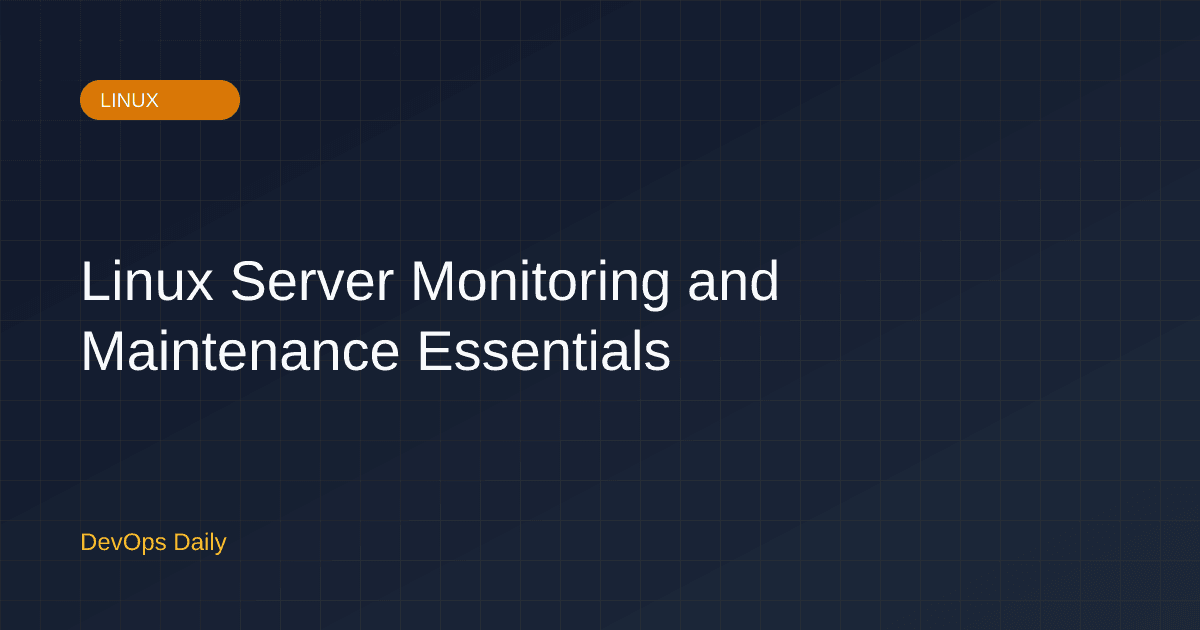 LINUX
Linux Server Monitoring and
Maintenance Essentials
DevOps Daily